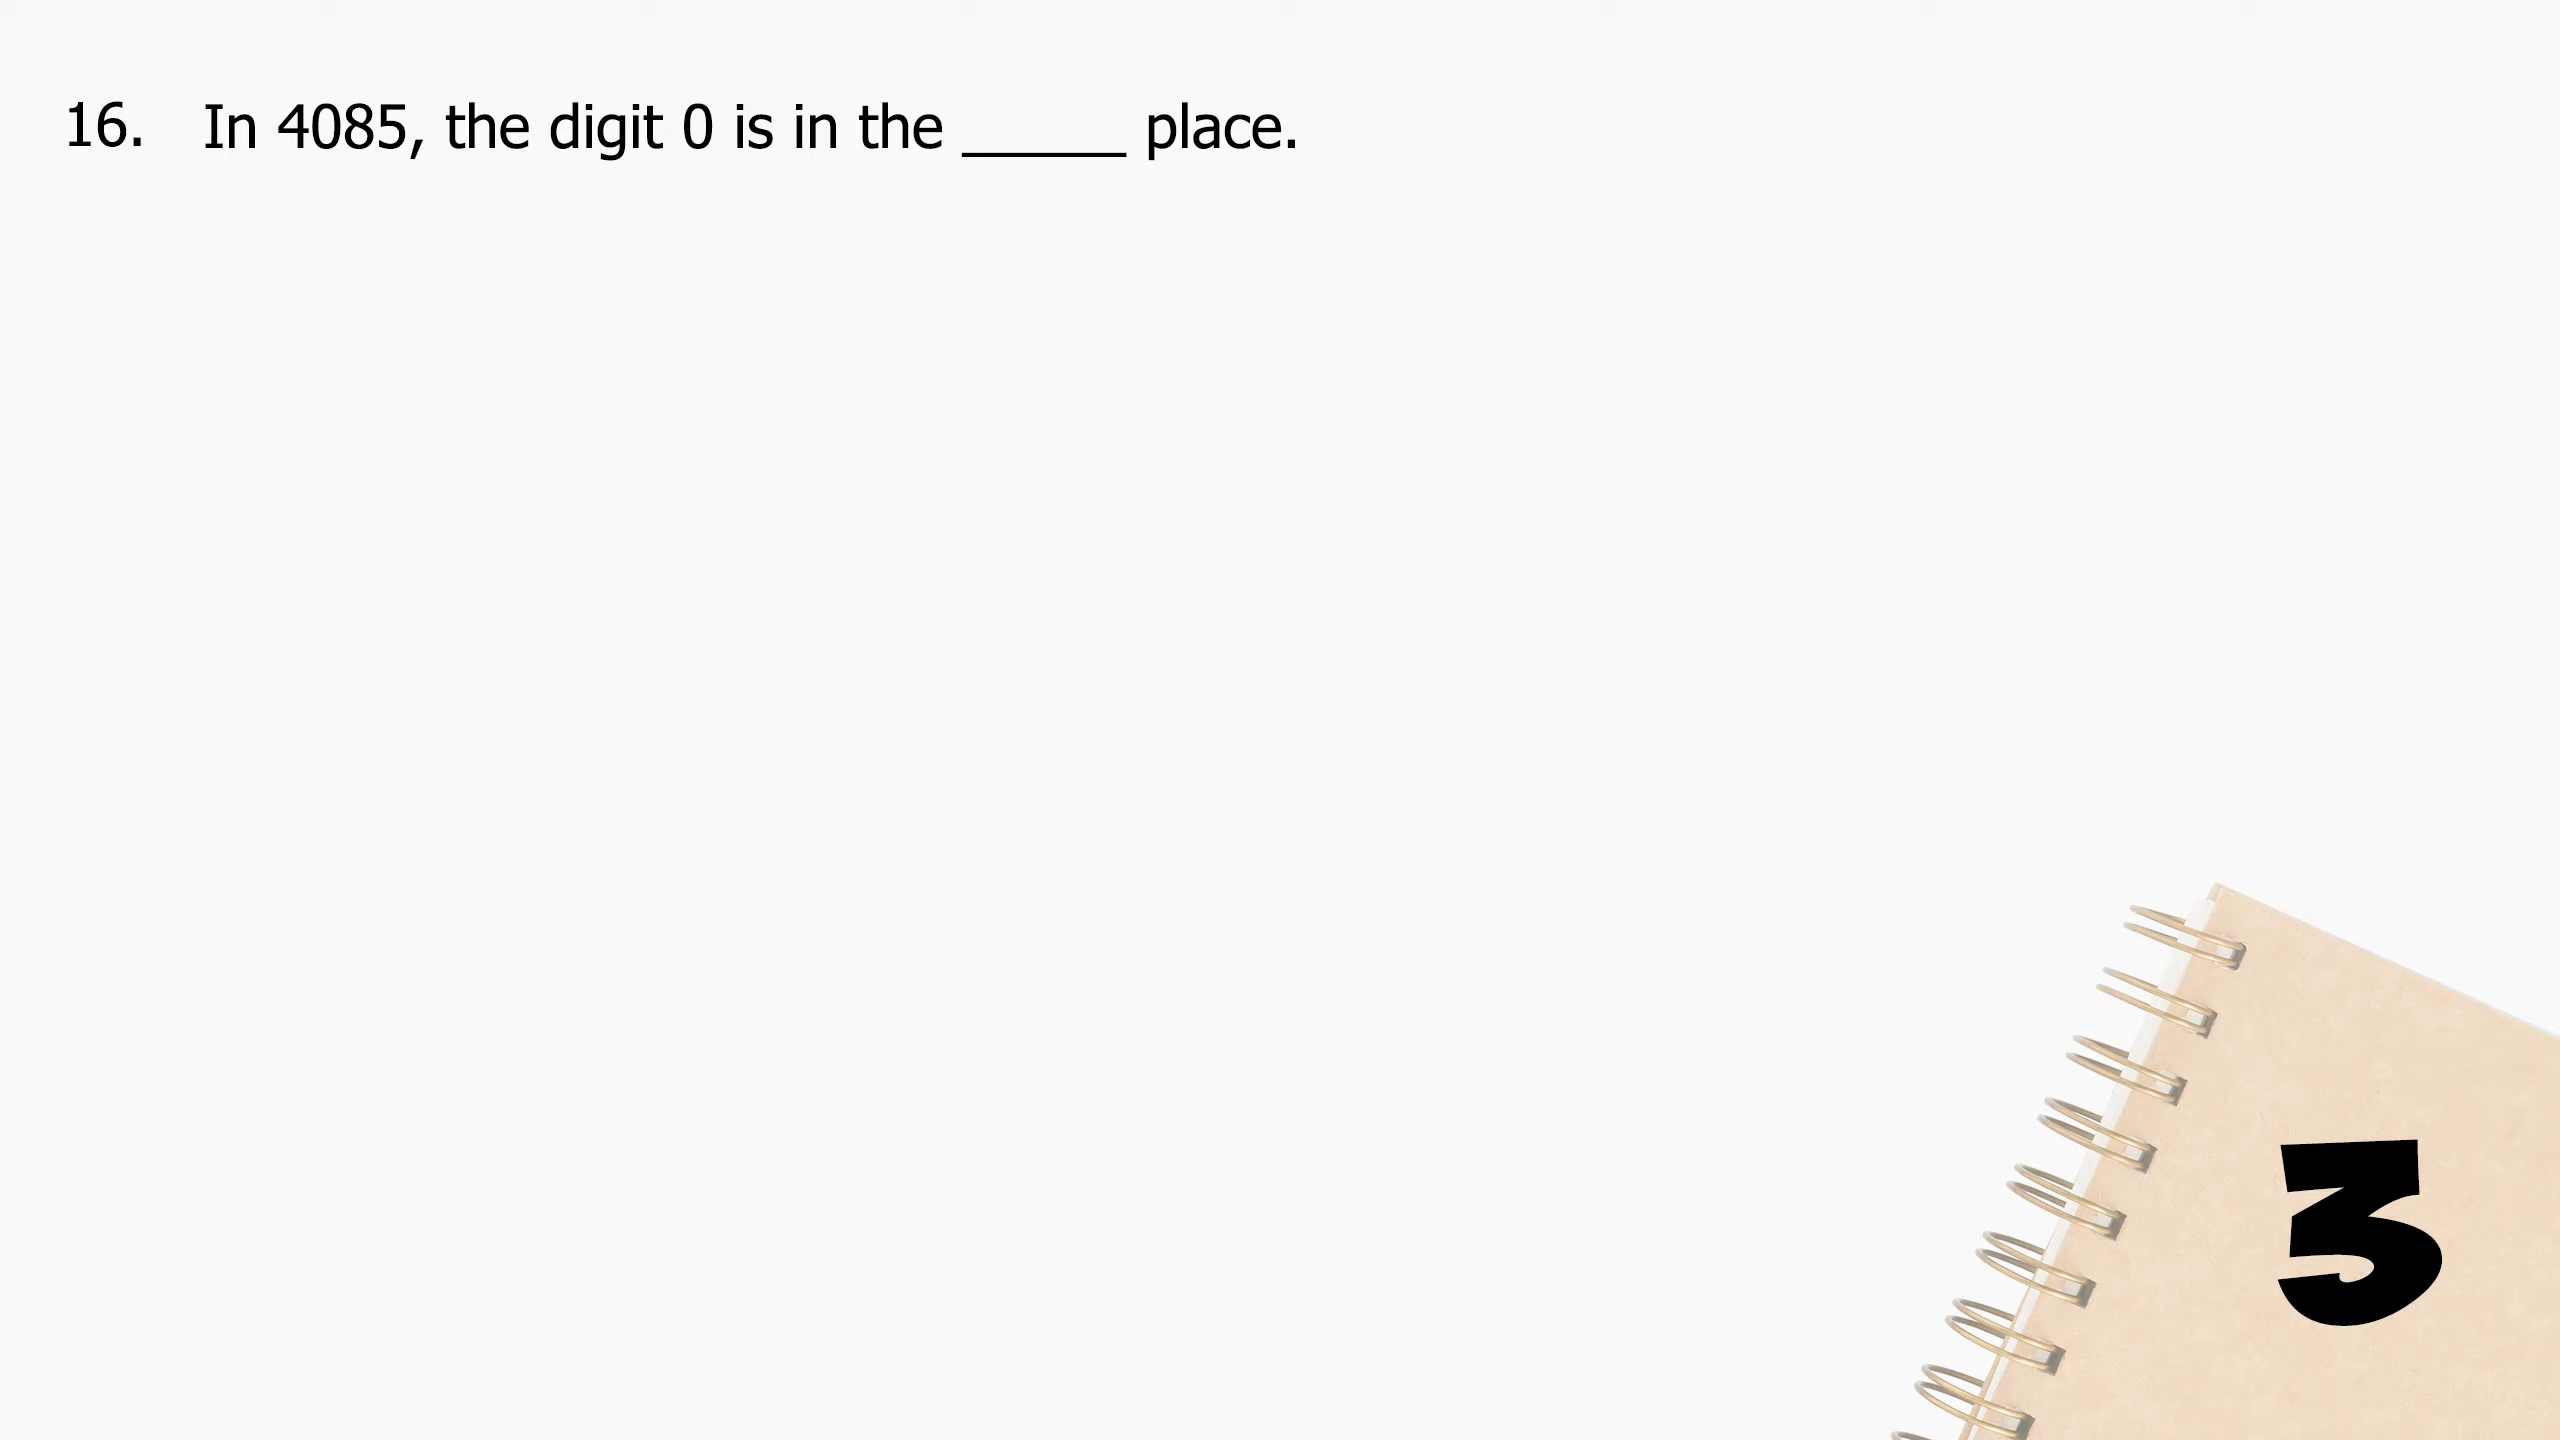 16. In 4085, the digit 0 is in the _____ place.
3